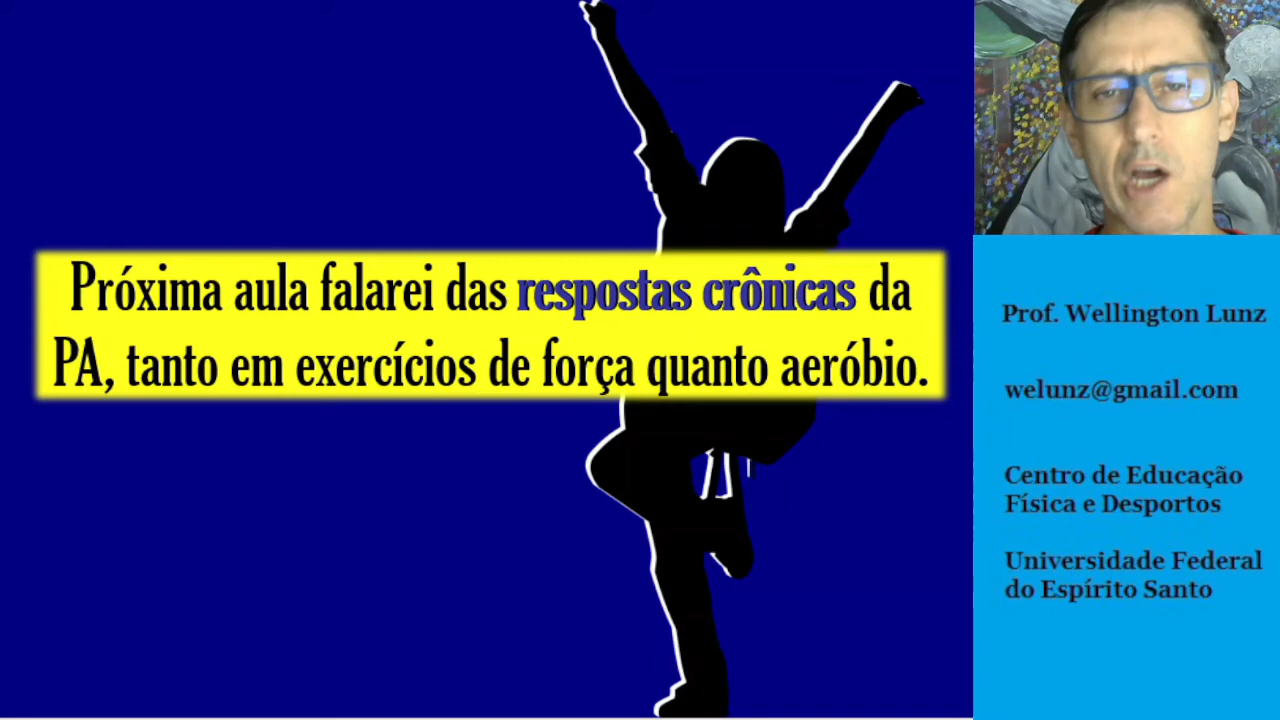 Próxima aula falarei das respostas crônicas da
PA, tanto em exercícios de força quanto aeróbio.
Prof. Wellington Lunz
welunz@gmail.com
Centro de Educação
Física e Desportos
Universidade Federal
do Espírito Santo